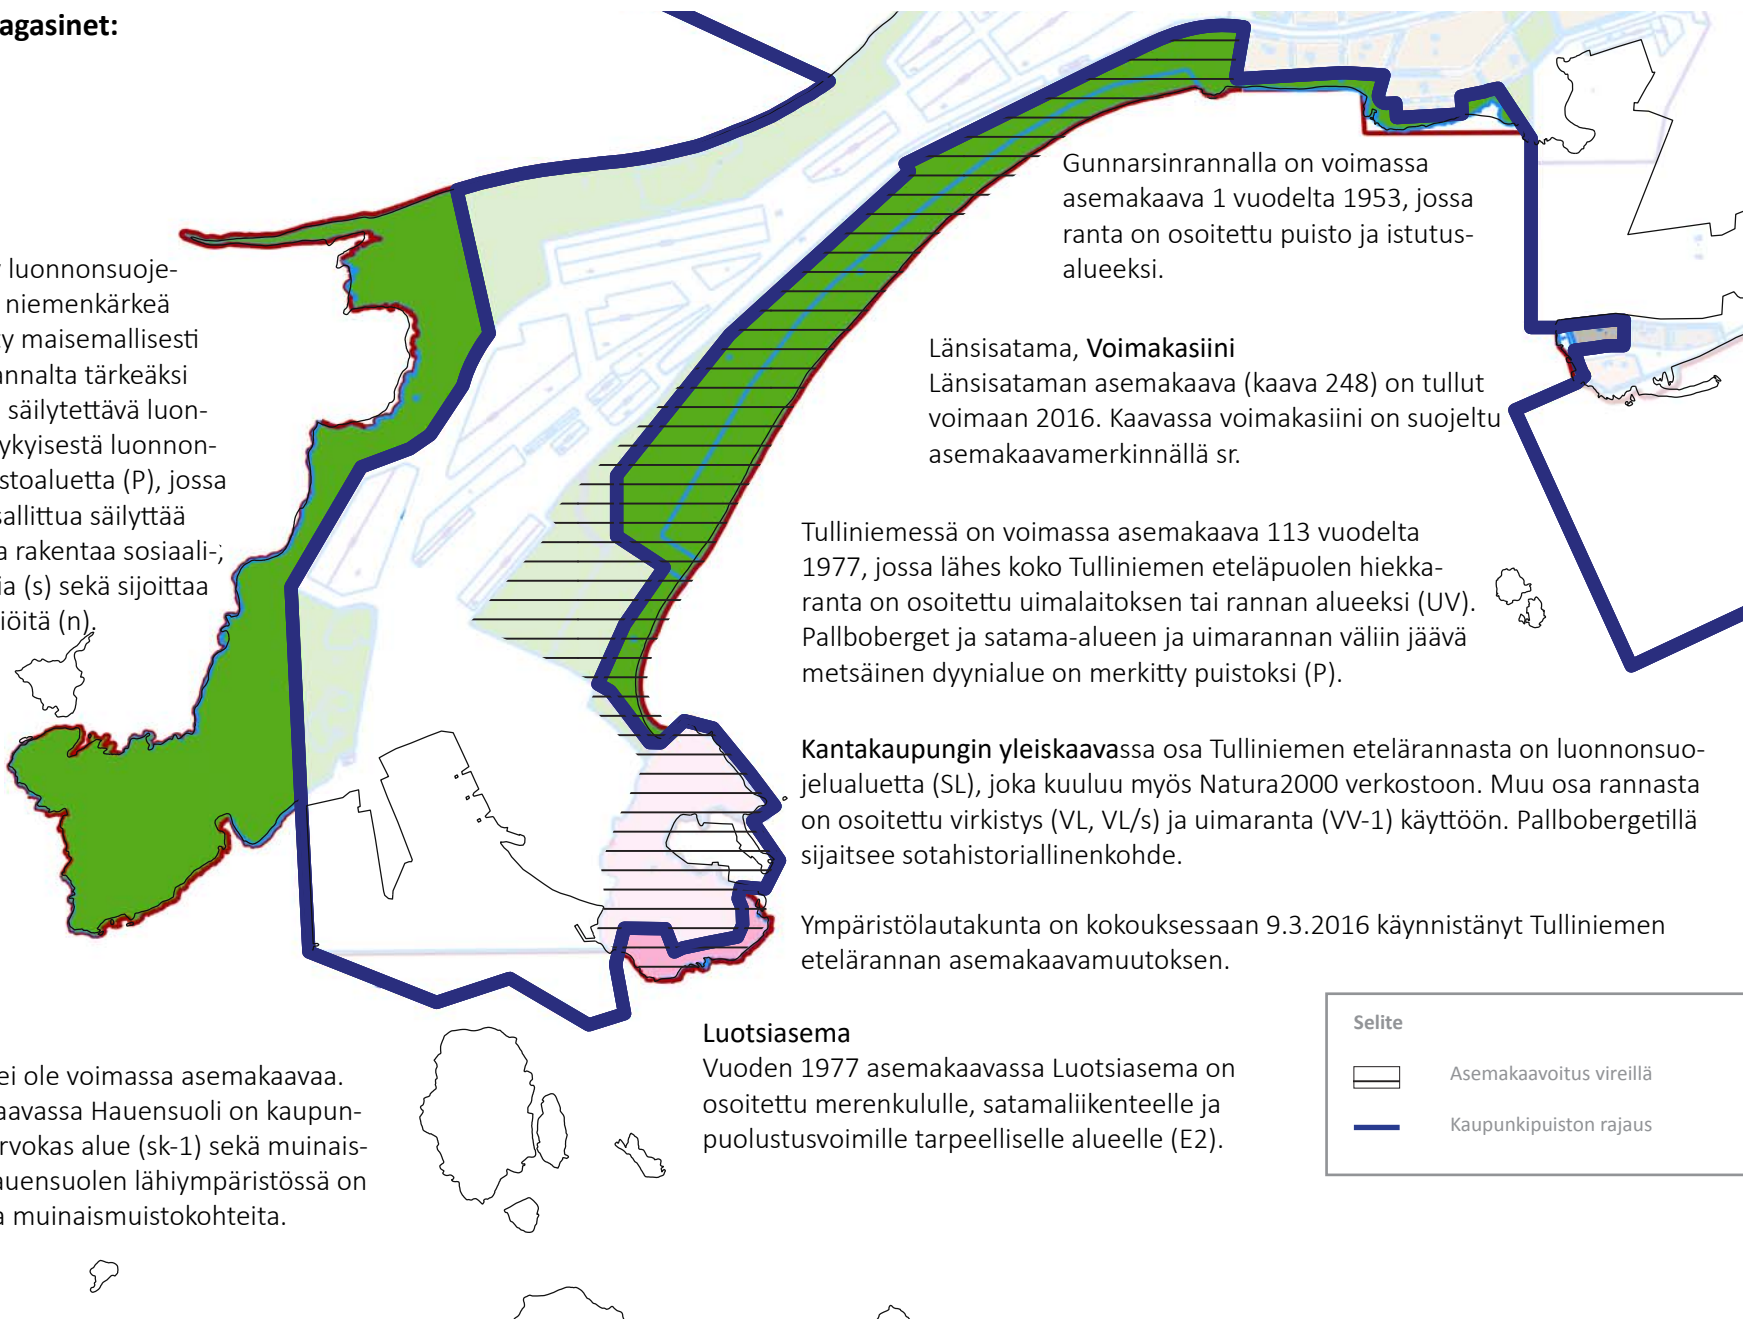 agasinet:
luonnonsuoje-
niemenkärkeä
ty maisemallisesti
annalta tärkeäksi
säilytettävä luon-
ykyisestä luonnon-
stoaluetta (P), jossa
sallittua säilyttää
a rakentaa sosiaali-;
ia (s) sekä sijoittaa
iöitä (n).
ei ole voimassa asemakaavaa.
aavassa Hauensuoli on kaupun-
rvokas alue (sk-1) sekä muinais-
auensuolen lähiympäristössä on
a muinaismuistokohteita.
Gunnarsinrannalla on voimassa
asemakaava 1 vuodelta 1953, jossa
ranta on osoitettu puisto ja istutus-
alueeksi.
Länsisatama, Voimakasiini
Länsisataman asemakaava (kaava 248) on tullut
voimaan 2016. Kaavassa voimakasiini on suojeltu
asemakaavamerkinnällä sr.
Tulliniemessä on voimassa asemakaava 113 vuodelta
1977, jossa lähes koko Tulliniemen eteläpuolen hiekka-
ranta on osoitettu uimalaitoksen tai rannan alueeksi (UV).
Pallboberget ja satama-alueen ja uimarannan väliin jäävä
metsäinen dyynialue on merkitty puistoksi (P).
Kantakaupungin yleiskaavassa osa Tulliniemen etelärannasta on luonnonsuo-
jelualuetta (SL), joka kuuluu myös Natura2000 verkostoon. Muu osa rannasta
on osoitettu virkistys (VL, VL/s) ja uimaranta (VV-1) käyttöön. Pallbobergetillä
sijaitsee sotahistoriallinenkohde.
Ympäristölautakunta on kokouksessaan 9.3.2016 käynnistänyt Tulliniemen
etelärannan asemakaavamuutoksen.
Luotsiasema
Vuoden 1977 asemakaavassa Luotsiasema on
osoitettu merenkululle, satamaliikenteelle ja
puolustusvoimille tarpeelliselle alueelle (E2).
Selite
Asemakaavoitus vireillä
Kaupunkipuiston rajaus